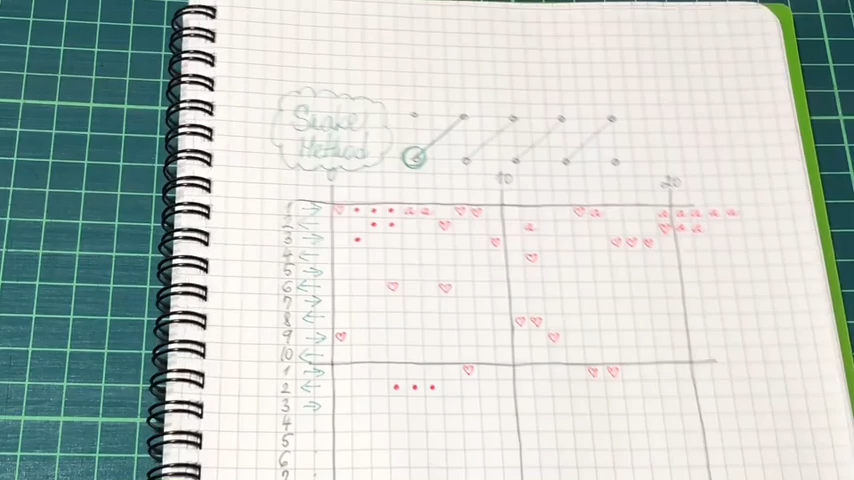 Snake
Method
0 10 20
1 → ♡ • • • a a ♡ ♡ ♡ a a a a a a
2 ← • • ♡ a ♡ a a
3 → • ♡ ♡ ♡ ♡
4 ← ♡
5 →
6 ← ♡ ♡
7 →
8 ← ♡ ♡
9 → ♡ ♡
10 ←
1 → ♡ ♡ ♡
2 ← • • •
3 →
4
5
6
7